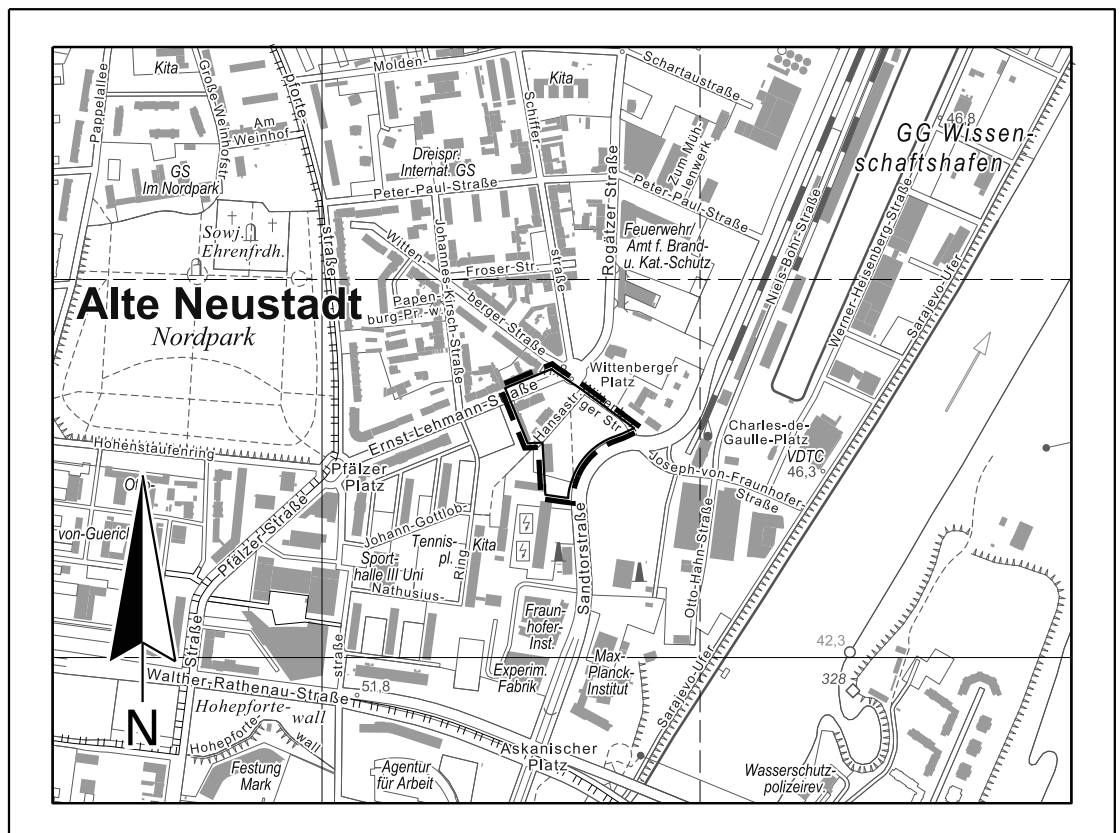 Kita
Pappelallee
Große-Weinhofstr.
Am
Weinhof
pforte-
Molden-
Schiffer-
Kita
Schartaustraße
46,8
GG Wissen-
schaftshafen
GS
Im Nordpark
Dreispr.
Internat. GS
Peter-Paul-Straße
Zum Müh-
lenwerk
Peter-Paul-Straße
Rogätzer Straße
Sowj.
Ehrenfrdh.
straße
Witten-
berger-Straße
Johannes-Kirsch-Straße
Froser Str.
straße
Feuerwehr/
Amt f. Brand-
u. Kat.-Schutz
Niels-Bohr-Straße
Werner-Heisenberg-Straße
Sarajevo-Ufer
Alte Neustadt
Nordpark
Papen
burg-Pr.-w.
Wittenberger
Platz
ger Str.
Hansastr.
Ernst-Lehmann-Straße
Charles-de-
Gaulle-Platz
VDTC
46,3
Hohenstaufenring
Pfälzer
Platz
Joseph-von-Fraunhofer-
Straße
Otto-
von-Guericke
Pfälzer Straße
Johann-Gottlob-
Nathusius-
Ring
Tennis-
pl.
Kita
Sport-
halle III Uni
Sandtorstraße
Otto-Hahn-Straße
Fraun-
hofer-
Inst.
Experim.
Fabrik
Max-
Planck-
Institut
42,3
328
Straße
straße
Walther-Rathenau-Straße
51,8
Sarajevo-Ufer
N
Hohepforte-
wall
Hohepforte-
wall
Festung
Mark
Agentur
für Arbeit
Askanischer
Platz
Wasserschutz-
polizeirev.